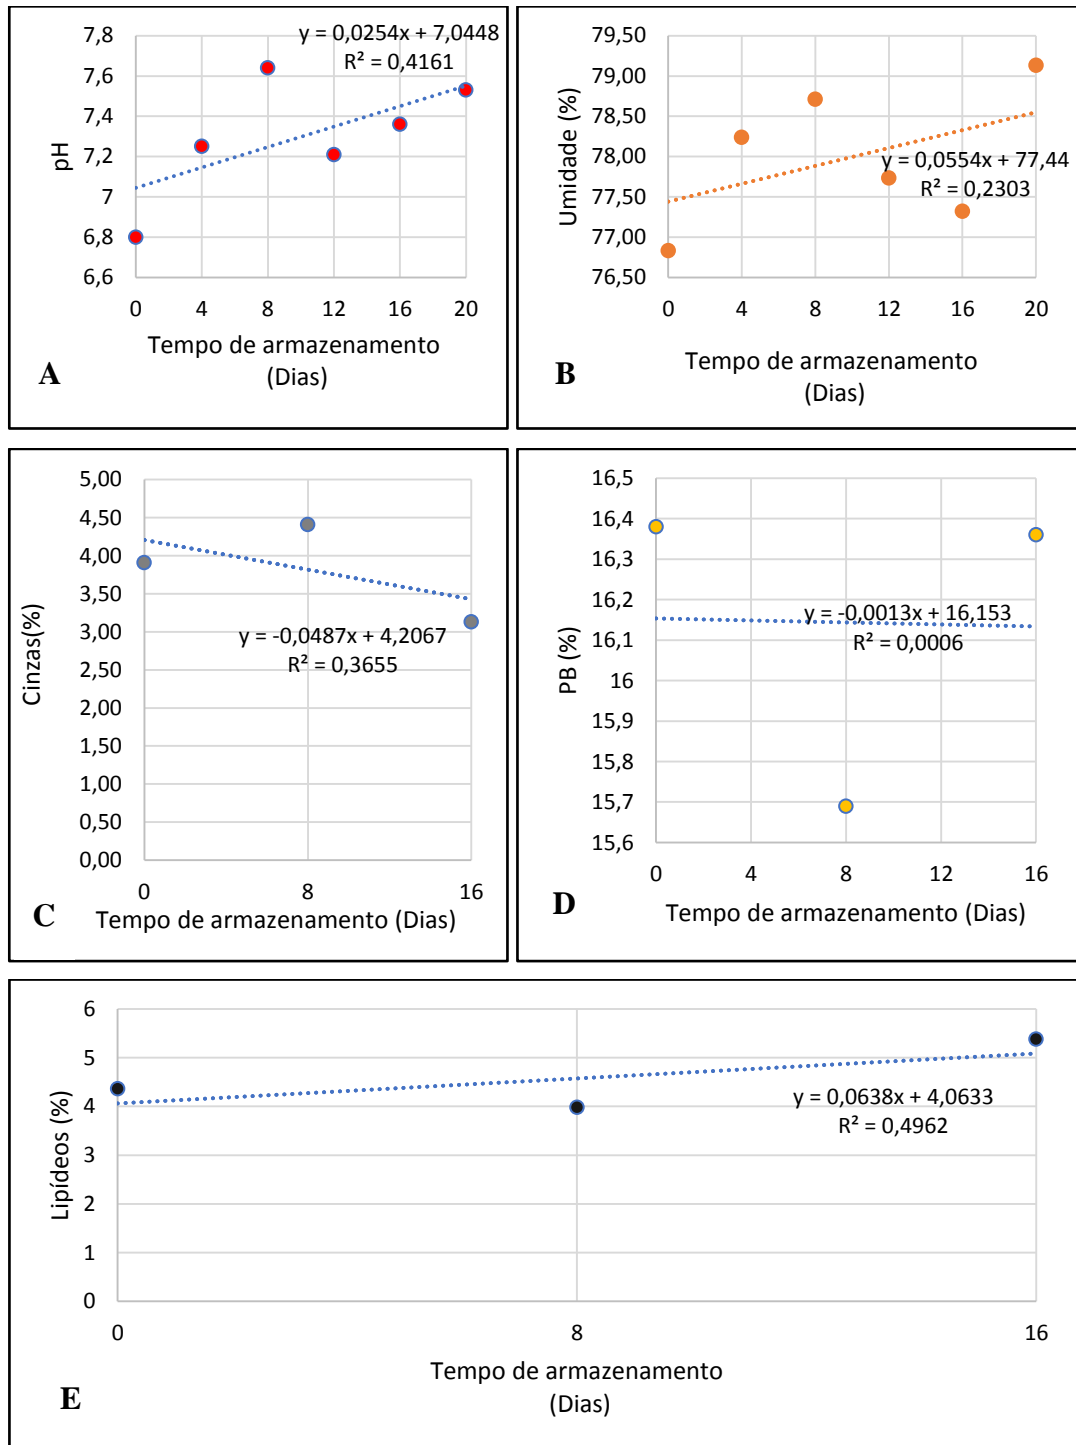 7,8
7,6
7,4
7,2
7
6,8
6,6
pH
y = 0,0254x + 7,0448
R² = 0,4161
0 4 8 12 16 20
Tempo de armazenamento
(Dias)
A
79,50
79,00
78,50
78,00
77,50
77,00
76,50
Umidade (%)
y = 0,0554x + 77,44
R² = 0,2303
0 4 8 12 16 20
Tempo de armazenamento
(Dias)
B
5,00
4,50
4,00
3,50
3,00
2,50
2,00
1,50
1,00
0,50
0,00
Cinzas(%)
y = -0,0487x + 4,2067
R² = 0,3655
0 8 16
Tempo de armazenamento (Dias)
C
16,5
16,4
16,3
16,2
16,1
16
15,9
15,8
15,7
15,6
PB (%)
y = -0,0013x + 16,153
R² = 0,0006
0 4 8 12 16
Tempo de armazenamento (Dias)
D
6
5
4
3
2
1
0
Lipídeos (%)
y = 0,0638x + 4,0633
R² = 0,4962
0 8 16
Tempo de armazenamento
(Dias)
E